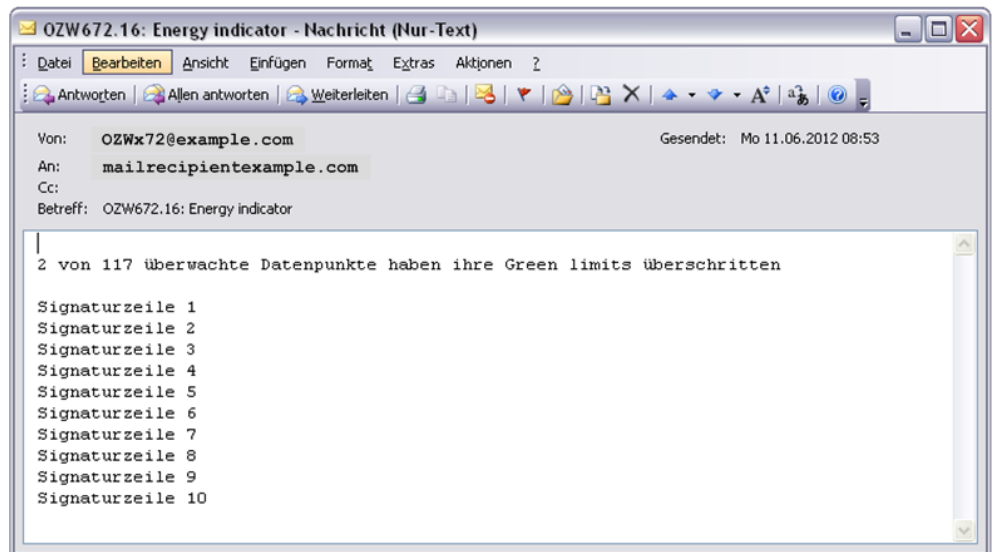 OZW672.16: Energy indicator - Nachricht (Nur-Text)
Datei Bearbeiten Ansicht Einfügen Format Extras Aktionen ?
Antworten Allen antworten Weiterleiten
Von: OZWx72@example.com Gesendet: Mo 11.06.2012 08:53
An: mailrecipientexample.com
Cc:
Betreff: OZW672.16: Energy indicator
2 von 117 überwachte Datenpunkte haben ihre Green limits überschritten
Signaturzeile 1
Signaturzeile 2
Signaturzeile 3
Signaturzeile 4
Signaturzeile 5
Signaturzeile 6
Signaturzeile 7
Signaturzeile 8
Signaturzeile 9
Signaturzeile 10